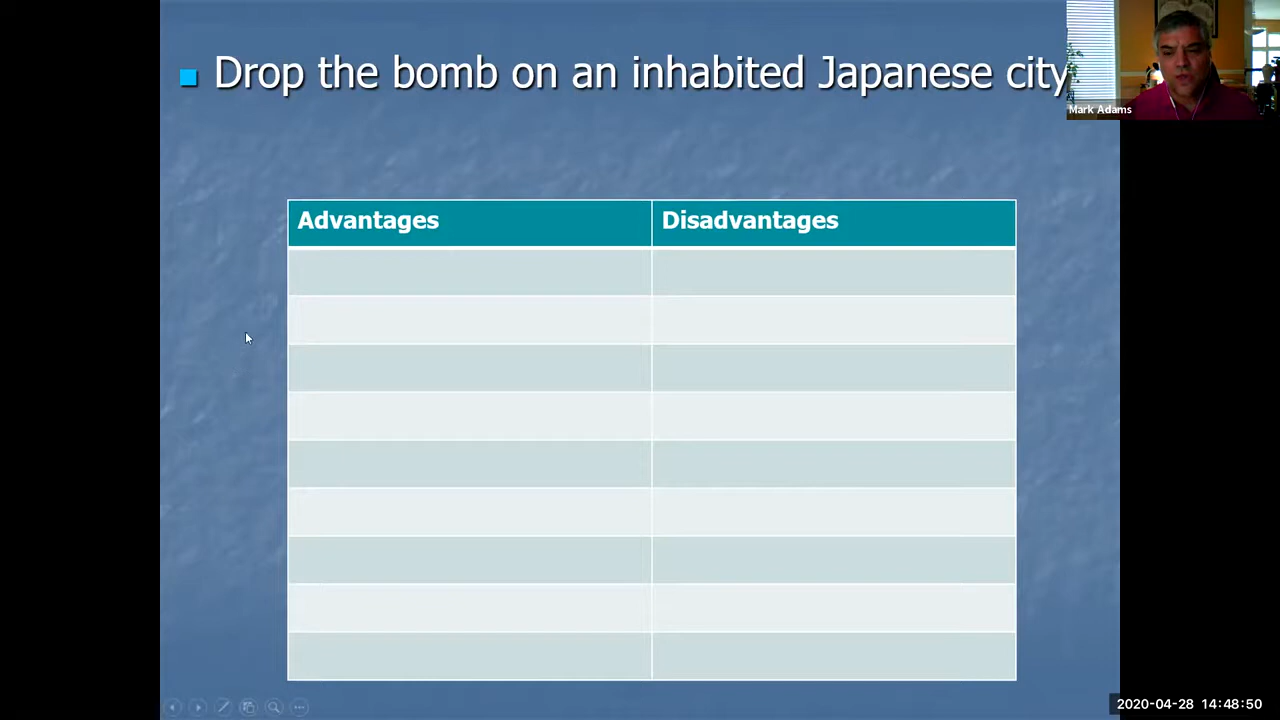 Drop the bomb on an inhabited Japanese city
Mark Adams
Advantages Disadvantages
2020-04-28 14:48:50